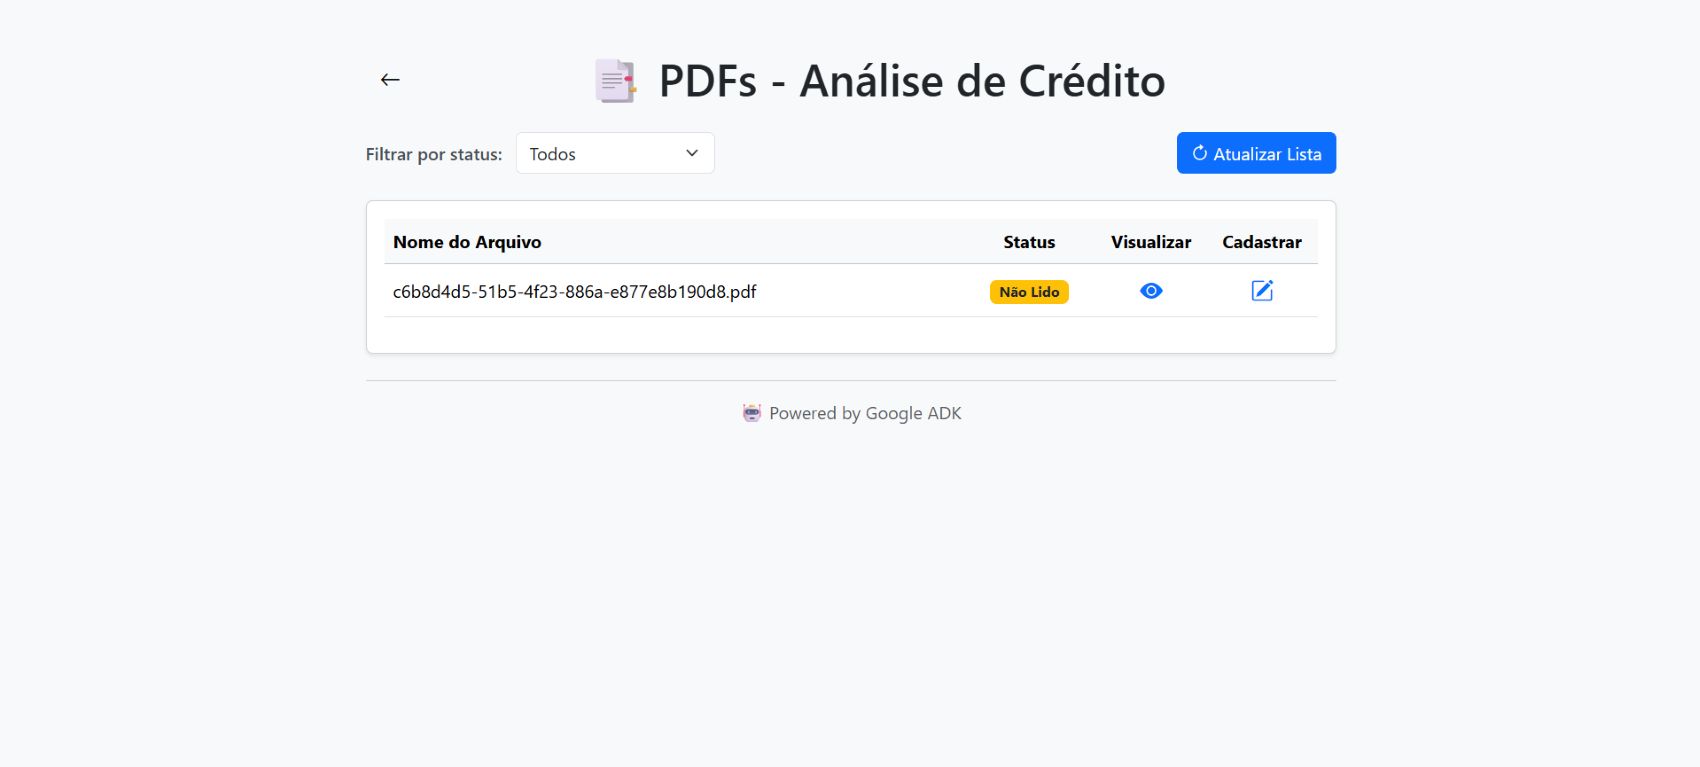 PDFs - Análise de Crédito
Filtrar por status: Todos
Atualizar Lista
Nome do Arquivo Status Visualizar Cadastrar
c6b8d4d5-51b5-4f23-886a-e877e8b190d8.pdf Não Lido
Powered by Google ADK